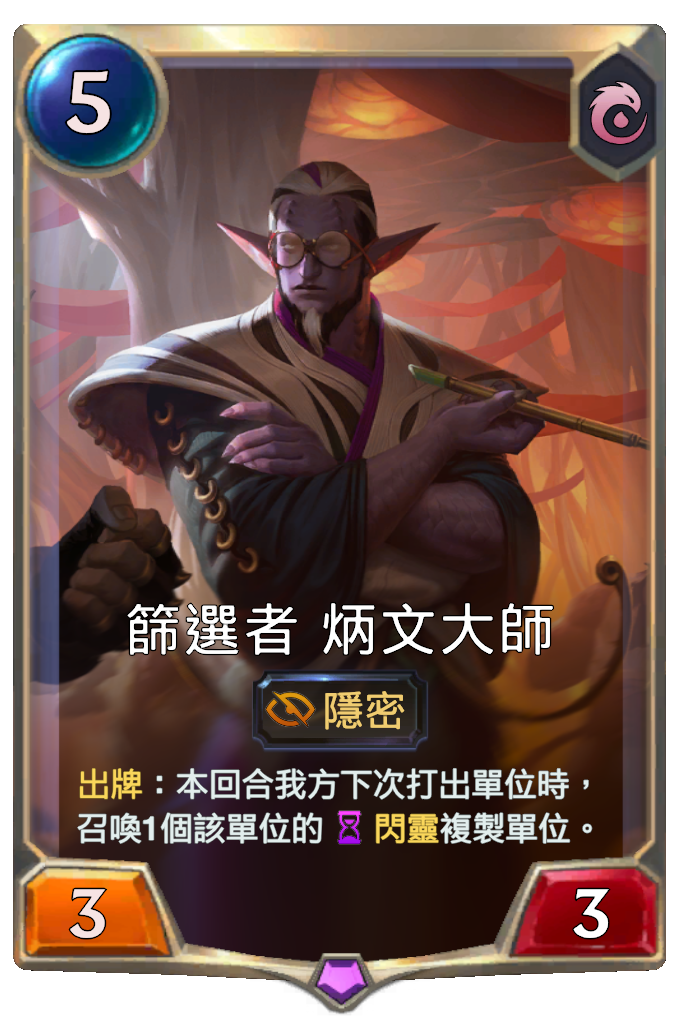 5
篩選者 炳文大師
隱密
出牌：本回合我方下次打出單位時，
召喚1個該單位的 閃靈複製單位。
3
3